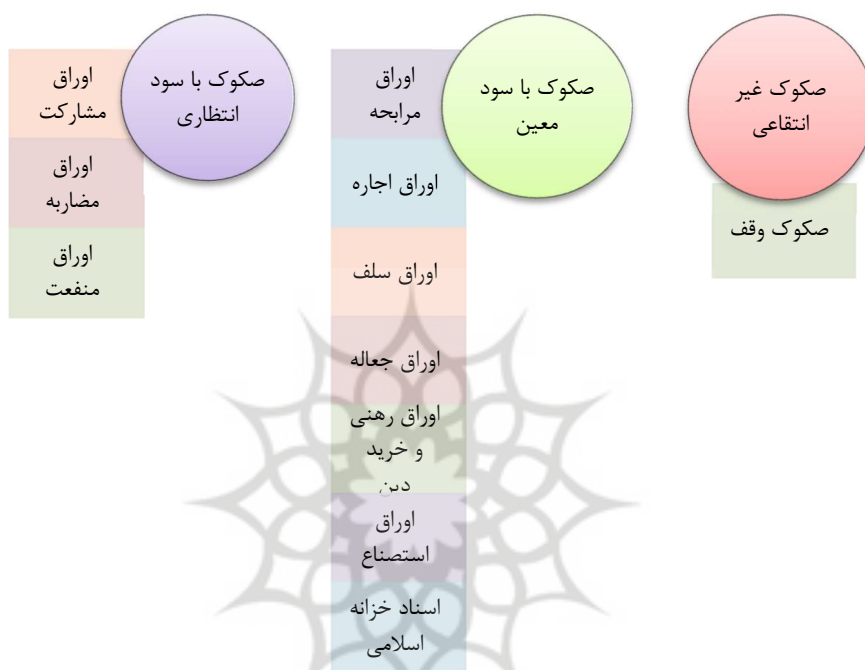 صکوک غیر
انتقاعی
صکوک وقف
صکوک با سود
معین
اوراق
مرابحه
اوراق اجاره
اوراق سلف
اوراق جعاله
اوراق رهنی
و خرید
دین
اوراق
استصناع
اسناد خزانه
اسلامی
صکوک با سود
انتظاری
اوراق
مشارکت
اوراق
مضاربه
اوراق
منفعت